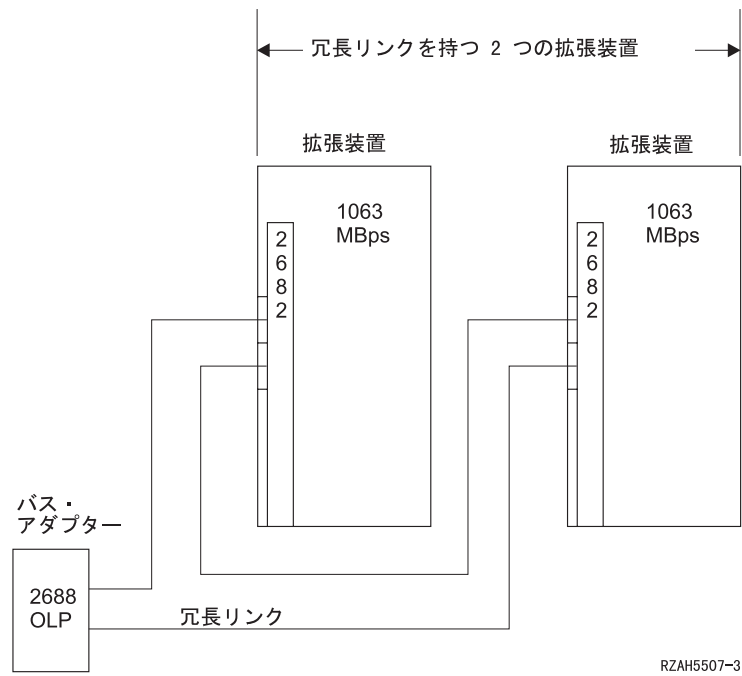 冗長リンクを持つ 2 つの拡張装置
拡張装置
拡張装置
1063
MBps
2
6
8
2
1063
MBps
2
6
8
2
バス・
アダプター
2688
OLP
冗長リンク
RZAH5507-3